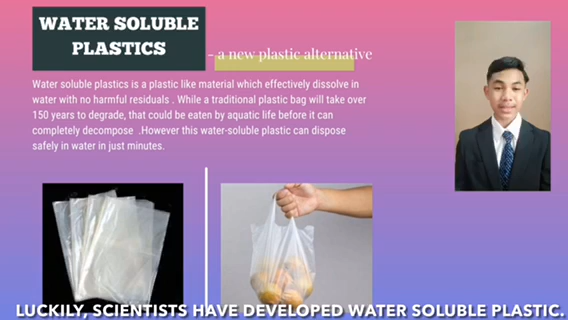 WATER SOLUBLE
PLASTICS
- a new plastic alternative
Water soluble plastics is a plastic like material which effectively dissolve in
water with no harmful residuals . While a traditional plastic bag will take over
150 years to degrade, that could be eaten by aquatic life before it can
completely decompose .However this water-soluble plastic can dispose
safely in water in just minutes.
LUCKILY, SCIENTISTS HAVE DEVELOPED WATER SOLUBLE PLASTIC.